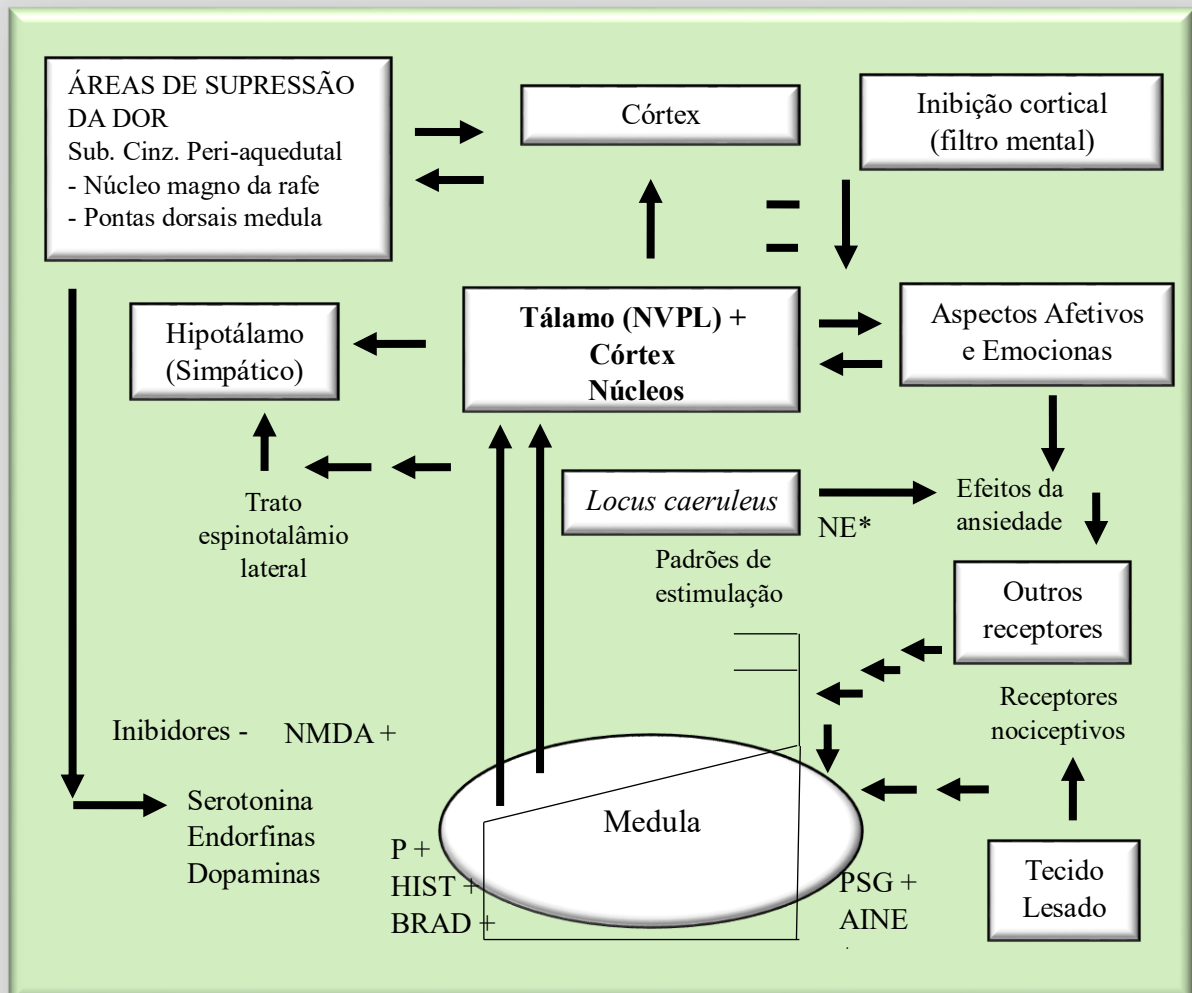 ÁREAS DE SUPRESSÃO
DA DOR
Sub. Cinz. Peri-aquedutal
- Núcleo magno da rafe
- Pontas dorsais medula
Córtex
Inibição cortical
(filtro mental)
Hipotálamo
(Simpático)
Tálamo (NVPL) +
Córtex
Núcleos
Aspectos Afetivos
e Emocionas
Trato
espinotalâmio
lateral
Locus caeruleus
NE*
Efeitos da
ansiedade
Padrões de
estimulação
Outros
receptores
Receptores
nociceptivos
Inibidores -
NMDA +
Serotonina
Endorfinas
Dopaminas
Medula
P +
HIST +
BRAD +
PSG +
AINE
Tecido
Lesado